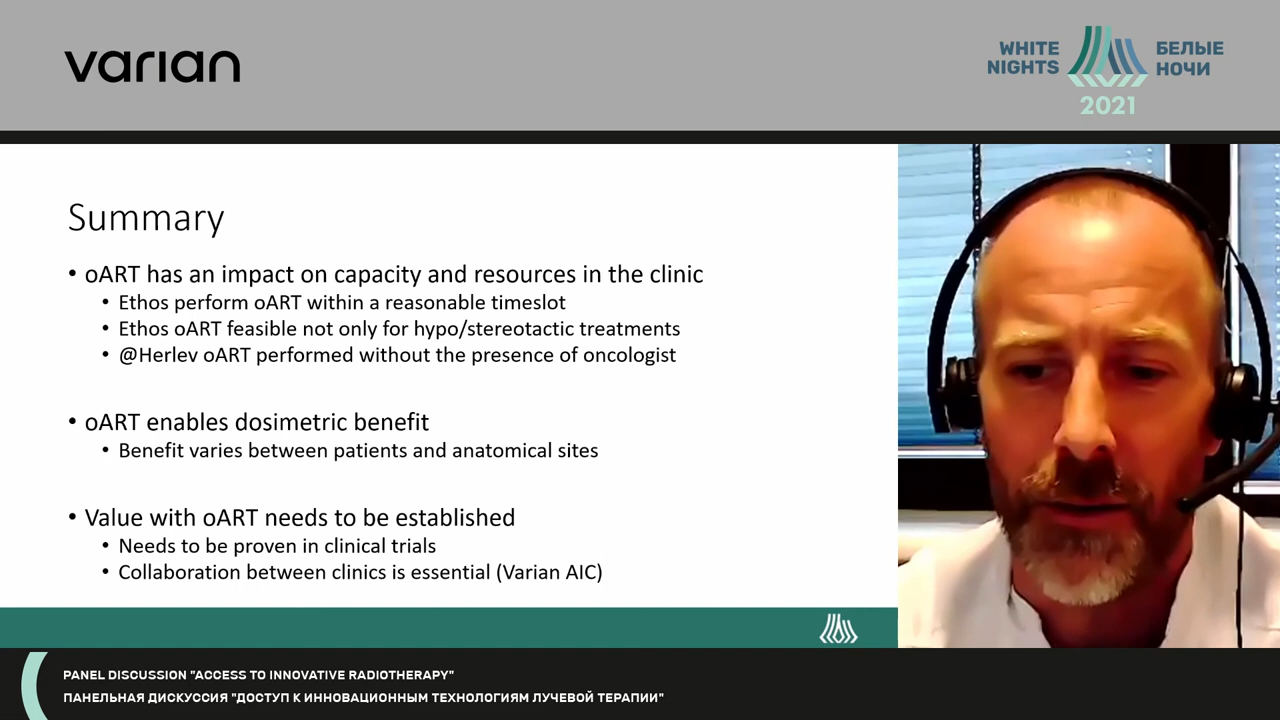 varian
WHITE
NIGHTS
БЕЛЫЕ
НОЧИ
2021
Summary
• oART has an impact on capacity and resources in the clinic
• Ethos perform oART within a reasonable timeslot
• Ethos oART feasible not only for hypo/stereotactic treatments
• @Herlev oART performed without the presence of oncologist
• oART enables dosimetric benefit
• Benefit varies between patients and anatomical sites
• Value with oART needs to be established
• Needs to be proven in clinical trials
• Collaboration between clinics is essential (Varian AIC)
PANEL DISCUSSION "ACCESS TO INNOVATIVE RADIOTHERAPY"
ПАНЕЛЬНАЯ ДИСКУССИЯ "ДОСТУП К ИННОВАЦИОННЫМ ТЕХНОЛОГИЯМ ЛУЧЕВОЙ ТЕРАПИИ"